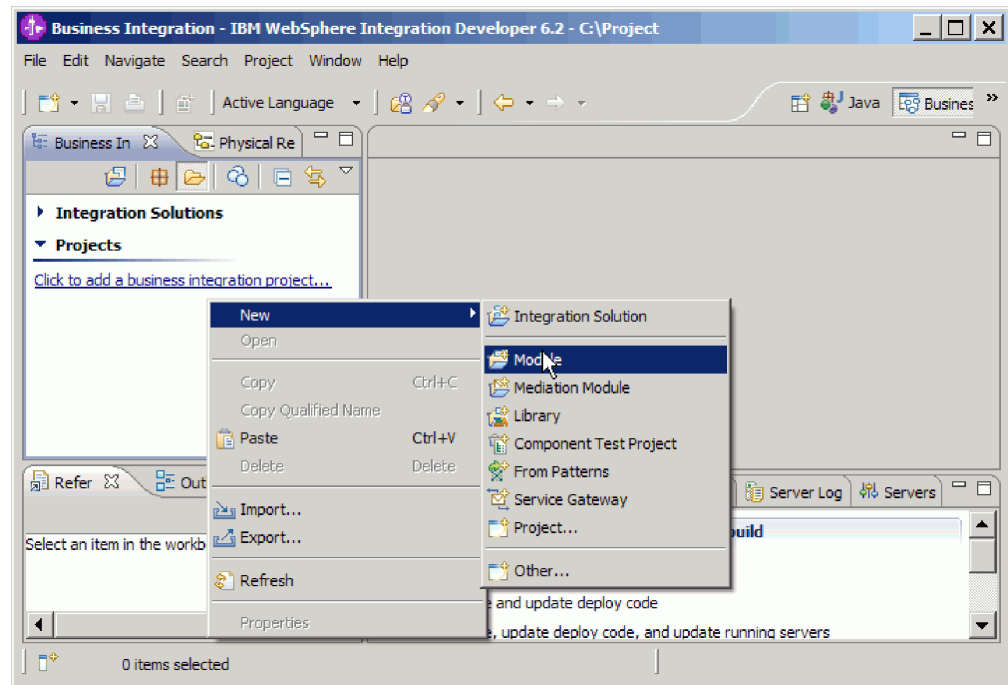 Business Integration - IBM WebSphere Integration Developer 6.2 - C:\Project
File Edit Navigate Search Project Window Help
Active Language
Java
Busines
»
Business In
Physical Re
Integration Solutions
Projects
Click to add a business integration project...
New
Open
Copy Ctrl+C
Copy Qualified Name
Paste Ctrl+V
Delete Delete
Import...
Export...
Refresh
Properties
Integration Solution
Module
Mediation Module
Library
Component Test Project
From Patterns
Service Gateway
Project...
Other...
Refer
Out
Select an item in the workb
Server Log
Servers
build
and update deploy code
, update deploy code, and update running servers
0 items selected